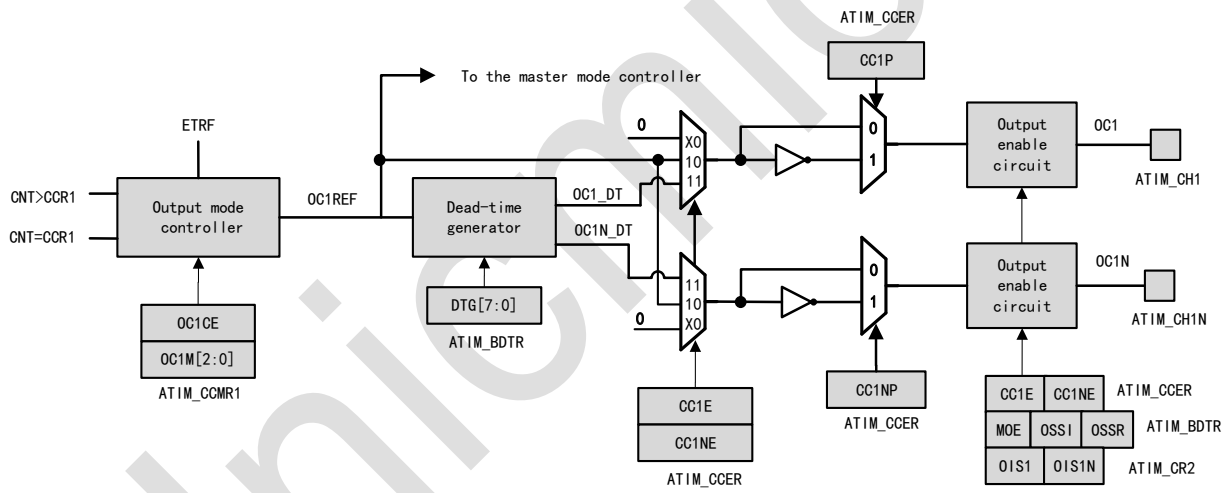 ATIM_CCER
CC1P
To the master mode controller
ETRF
0
X0
10
11
0
1
Output
enable
circuit
OC1
ATIM_CH1
CNT>CCR1
CNT=CCR1
Output mode
controller
OC1REF
Dead-time
generator
OC1_DT
OC1N_DT
11
10
X0
0
0
1
Output
enable
circuit
OC1N
ATIM_CH1N
OC1CE
OC1M[2:0]
ATIM_CCMR1
DTG[7:0]
ATIM_BDTR
CC1E
CC1NE
ATIM_CCER
CC1NP
ATIM_CCER
CC1E CC1NE ATIM_CCER
MOE OSSI OSSR ATIM_BDTR
OIS1 OIS1N ATIM_CR2